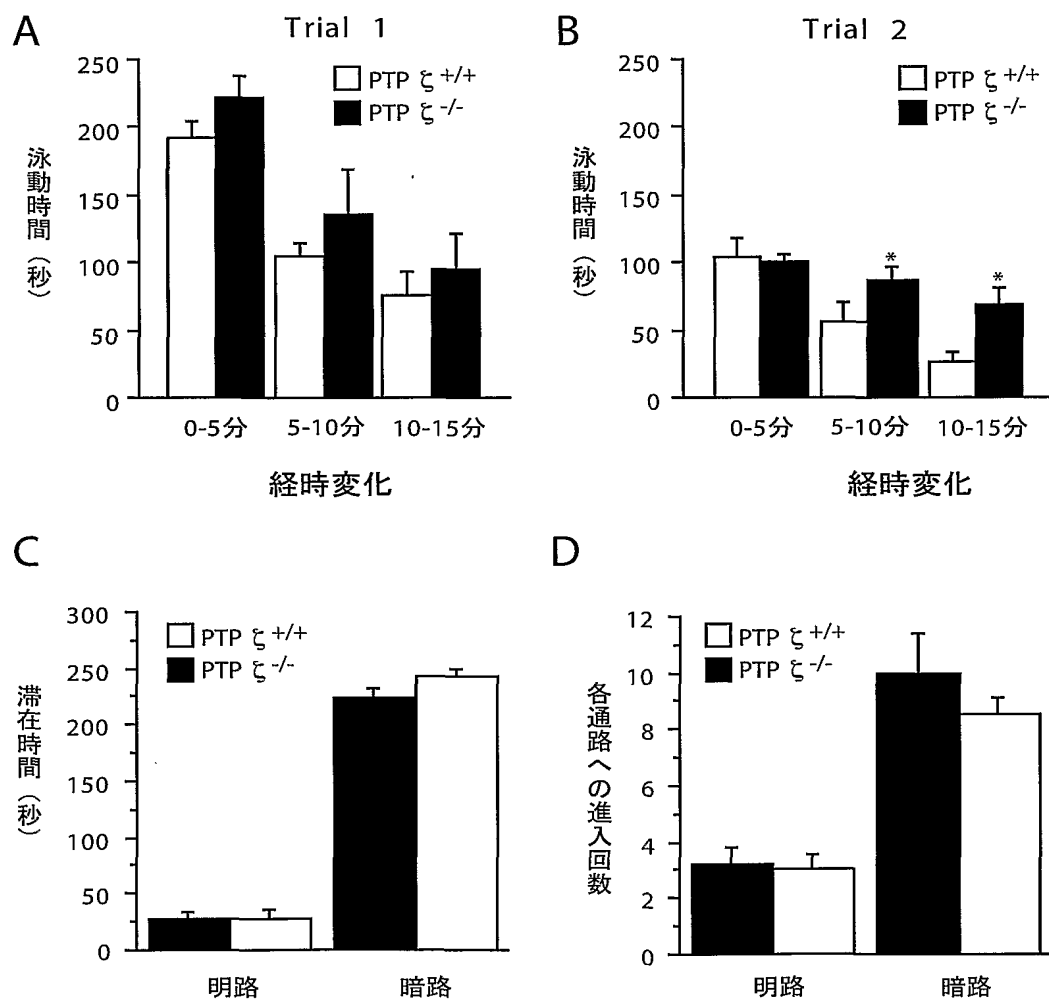 A
Trial 1
250
200
150
100
50
0
泳動時間（秒）
PTP ζ +/+
PTP ζ -/-
0-5分
5-10分
10-15分
経時変化
B
Trial 2
250
200
150
100
50
0
泳動時間（秒）
PTP ζ +/+
PTP ζ -/-
*
*
0-5分
5-10分
10-15分
経時変化
C
300
250
200
150
100
50
0
滞在時間（秒）
PTP ζ +/+
PTP ζ -/-
明路
暗路
D
12
10
8
6
4
2
0
各通路への進入回数
PTP ζ +/+
PTP ζ -/-
明路
暗路